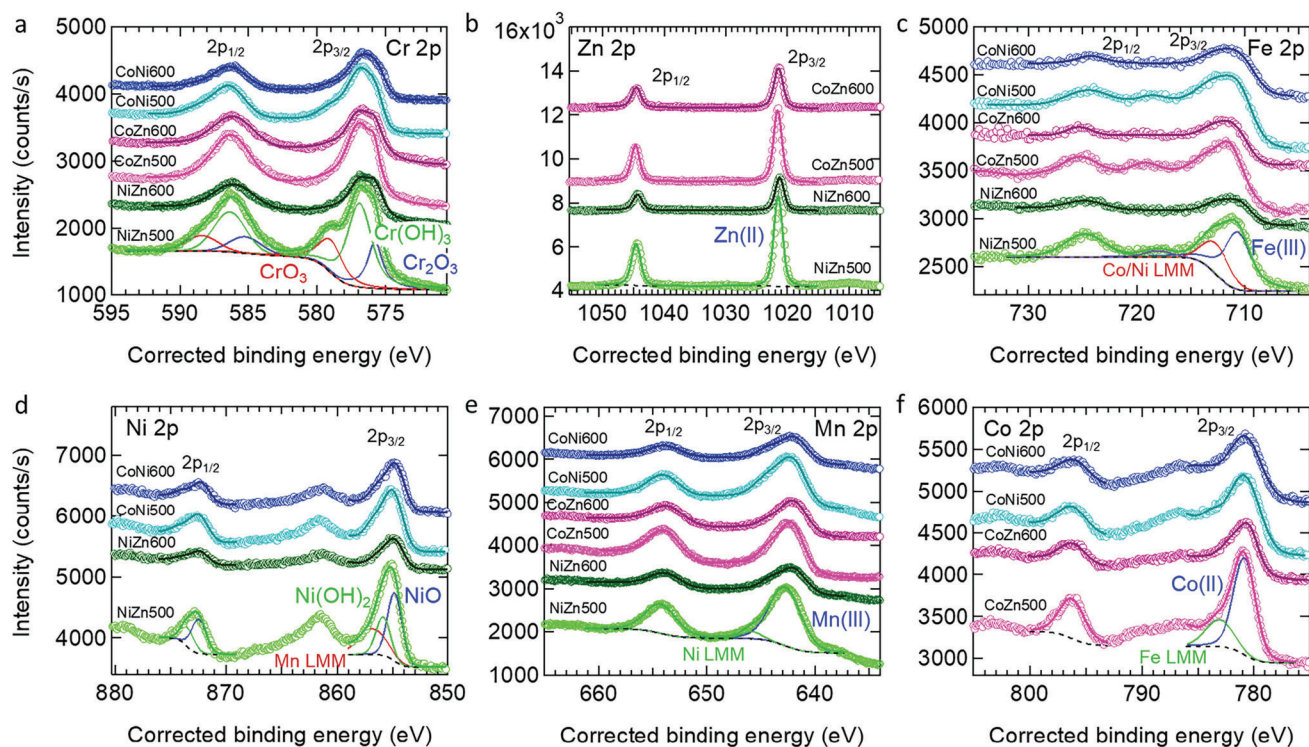 a
5000
4000
3000
2000
1000
Intensity (counts/s)
2p1/2
2p3/2
Cr 2p
CoNi600
CoNi500
CoZn600
CoZn500
NiZn600
NiZn500
Cr(OH)3
Cr2O3
CrO3
595
585
575
Corrected binding energy (eV)
b
16x10³
14
12
10
8
6
4
Zn 2p
2p1/2
2p3/2
CoZn600
CoZn500
NiZn600
Zn(II)
NiZn500
1050
1040
1030
1020
1010
Corrected binding energy (eV)
c
5000
4500
4000
3500
3000
2500
2p1/2
2p3/2
Fe 2p
CoNi600
CoNi500
CoZn600
CoZn500
NiZn600
NiZn500
Fe(III)
Co/Ni LMM
730
720
710
Corrected binding energy (eV)
d
7000
6000
5000
4000
Intensity (counts/s)
Ni 2p
2p3/2
CoNi600
2p1/2
CoNi500
NiZn600
Ni(OH)2
NiO
NiZn500
Mn LMM
880
870
860
850
Corrected binding energy (eV)
e
7000
6000
5000
4000
3000
2000
1000
2p1/2
2p3/2
Mn 2p
CoNi600
CoNi500
CoZn600
CoZn500
NiZn600
NiZn500
Mn(III)
Ni LMM
660
650
640
Corrected binding energy (eV)
f
6000
5500
5000
4500
4000
3500
3000
Co 2p
2p1/2
2p3/2
CoNi600
CoNi500
CoZn600
Co(II)
CoZn500
Fe LMM
800
790
780
Corrected binding energy (eV)